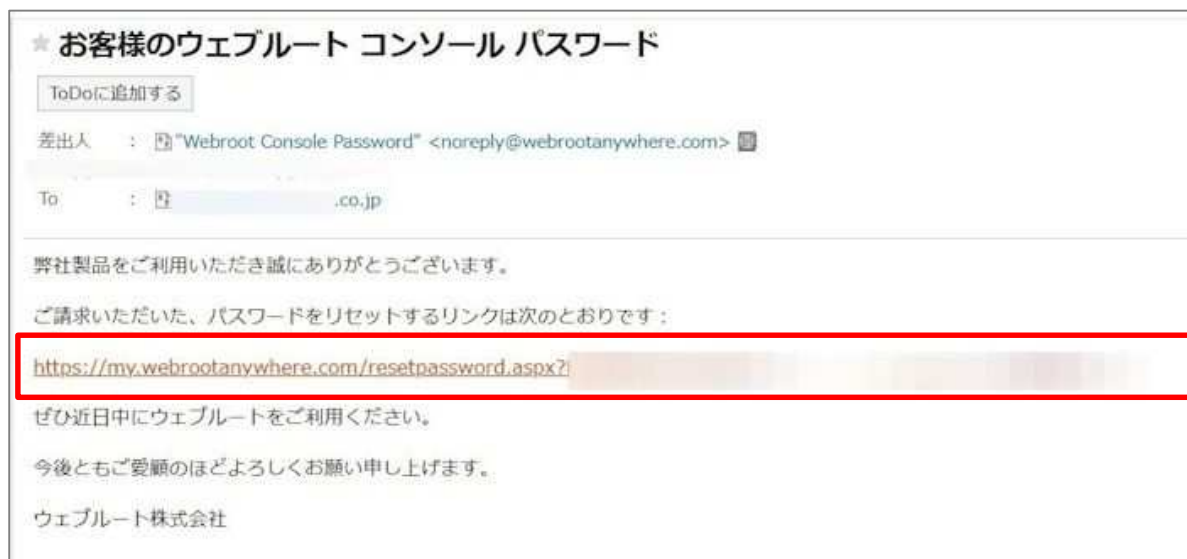 お客様のウェブルート コンソール パスワード
ToDoに追加する
差出人 : "Webroot Console Password" <noreply@webrootanywhere.com>
To : .co.jp
弊社製品をご利用いただき誠にありがとうございます。
ご請求いただいた、パスワードをリセットするリンクは次のとおりです：
https://my.webrootanywhere.com/resetpassword.aspx?
ぜひ近日中にウェブルートをご利用ください。
今後ともご愛顧のほどよろしくお願い申し上げます。
ウェブルート株式会社